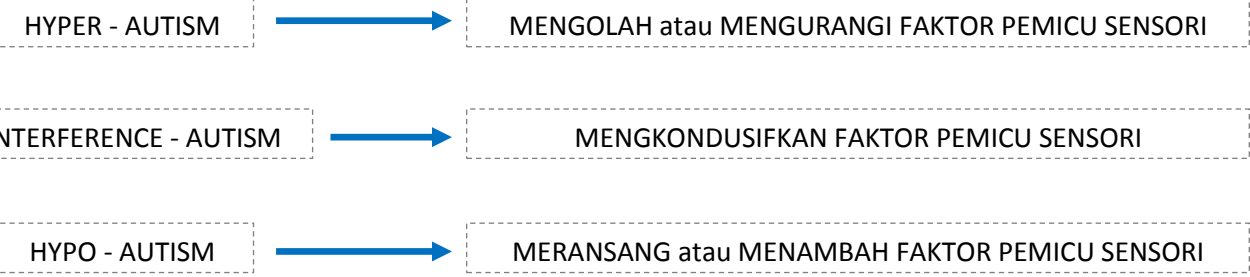 HYPER - AUTISM
MENGOLAH atau MENGURANGI FAKTOR PEMICU SENSORI
NTERFERENCE - AUTISM
MENGKONDUSIFKAN FAKTOR PEMICU SENSORI
HYPO - AUTISM
MERANSANG atau MENAMBAH FAKTOR PEMICU SENSORI